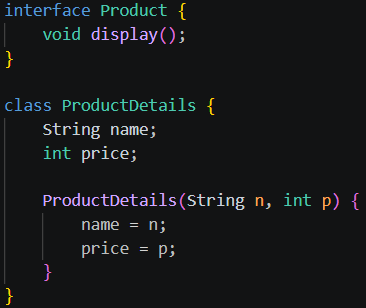 interface Product {
    void display();
}

class ProductDetails {
    String name;
    int price;

    ProductDetails(String n, int p) {
        name = n;
        price = p;
    }
}